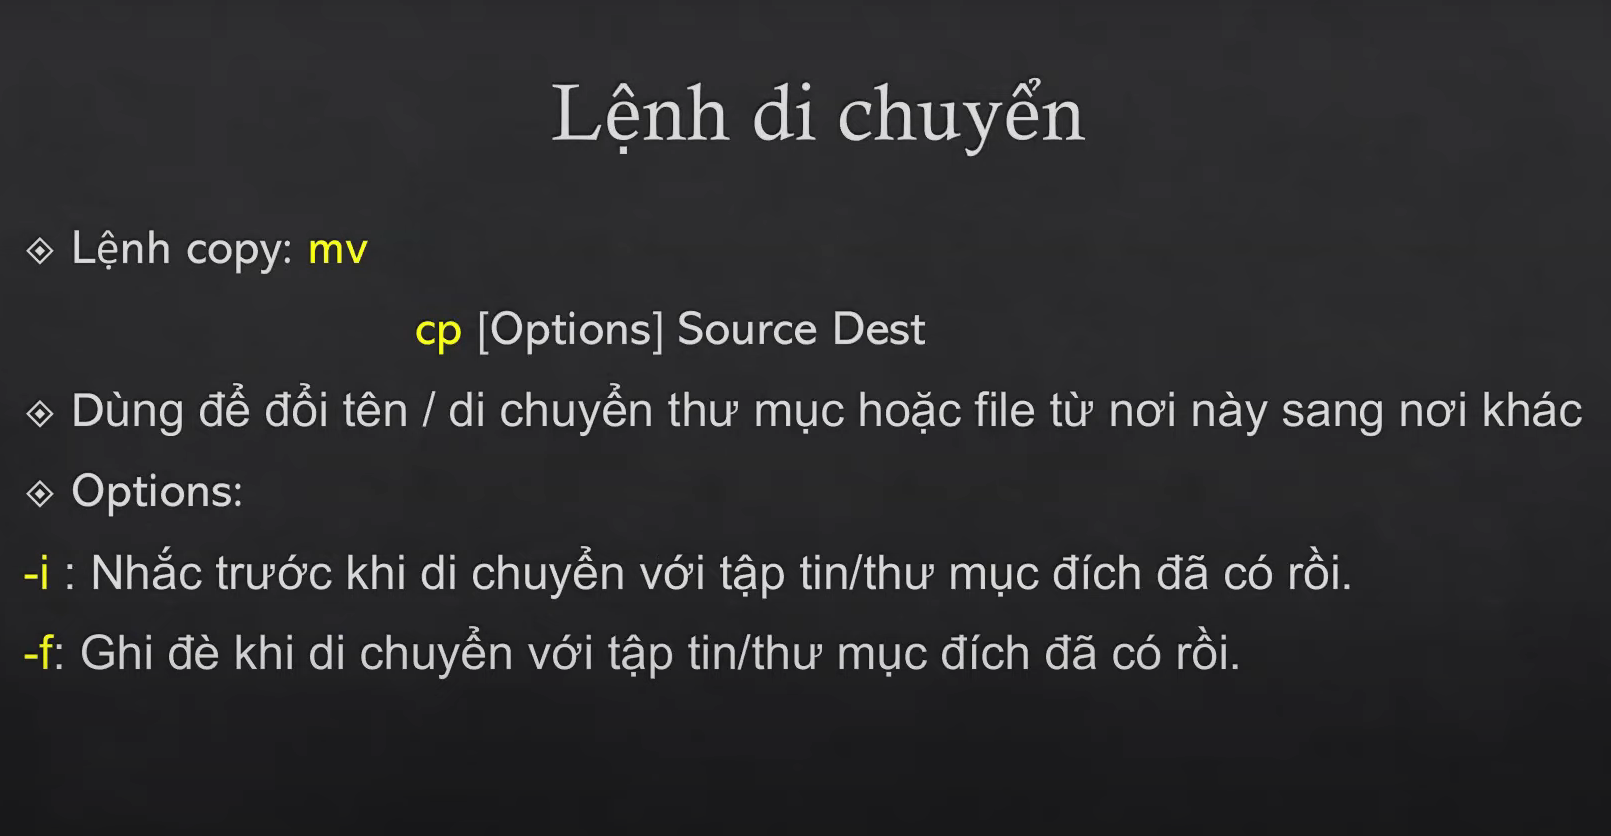 Lệnh di chuyển
Lệnh copy: mv
cp [Options] Source Dest
Dùng để đổi tên / di chuyển thư mục hoặc file từ nơi này sang nơi khác
Options:
-i : Nhắc trước khi di chuyển với tập tin/thư mục đích đã có rồi.
-f: Ghi đè khi di chuyển với tập tin/thư mục đích đã có rồi.